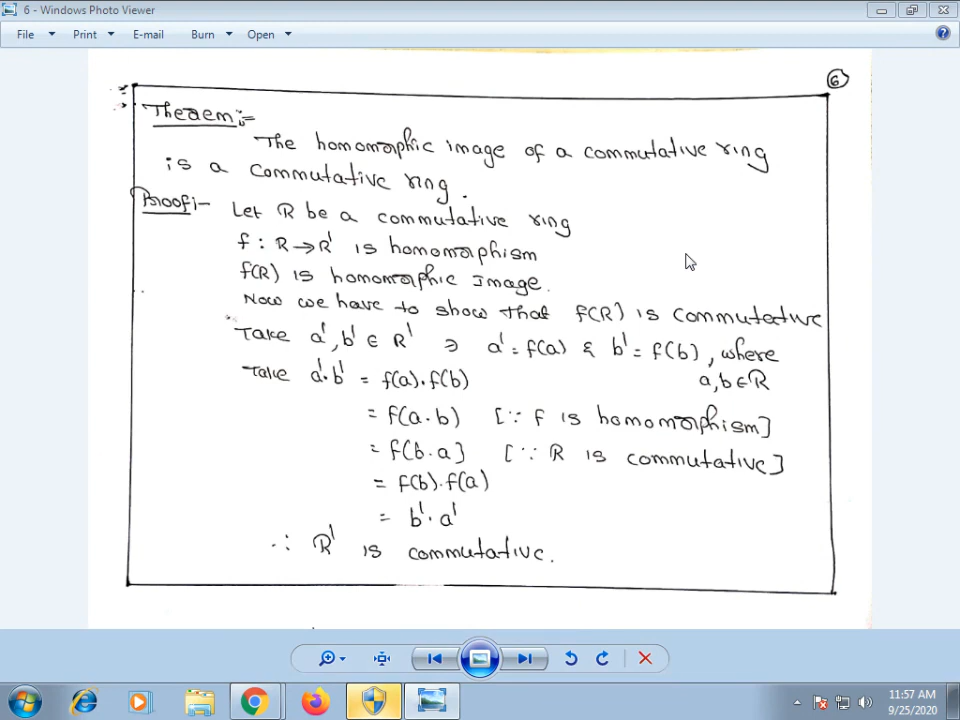 6 - Windows Photo Viewer
File Print E-mail Burn Open
6
Theorem:-
The homomorphic image of a commutative ring
is a commutative ring.
Proof:- Let R be a commutative ring
f : R→R' is homomorphism
f(R) is homomorphic image.
Now we have to show that f(R) is commutative
Take a', b' ∈ R' ∋ a' = f(a) & b' = f(b), where
a, b ∈ R
Take a'·b' = f(a)·f(b)
= f(a·b) [∵ f is homomorphism]
= f(b·a] [∵ R is commutative]
= f(b)·f(a)
= b'·a'
∴ R' is commutative.
11:57 AM
9/25/2020